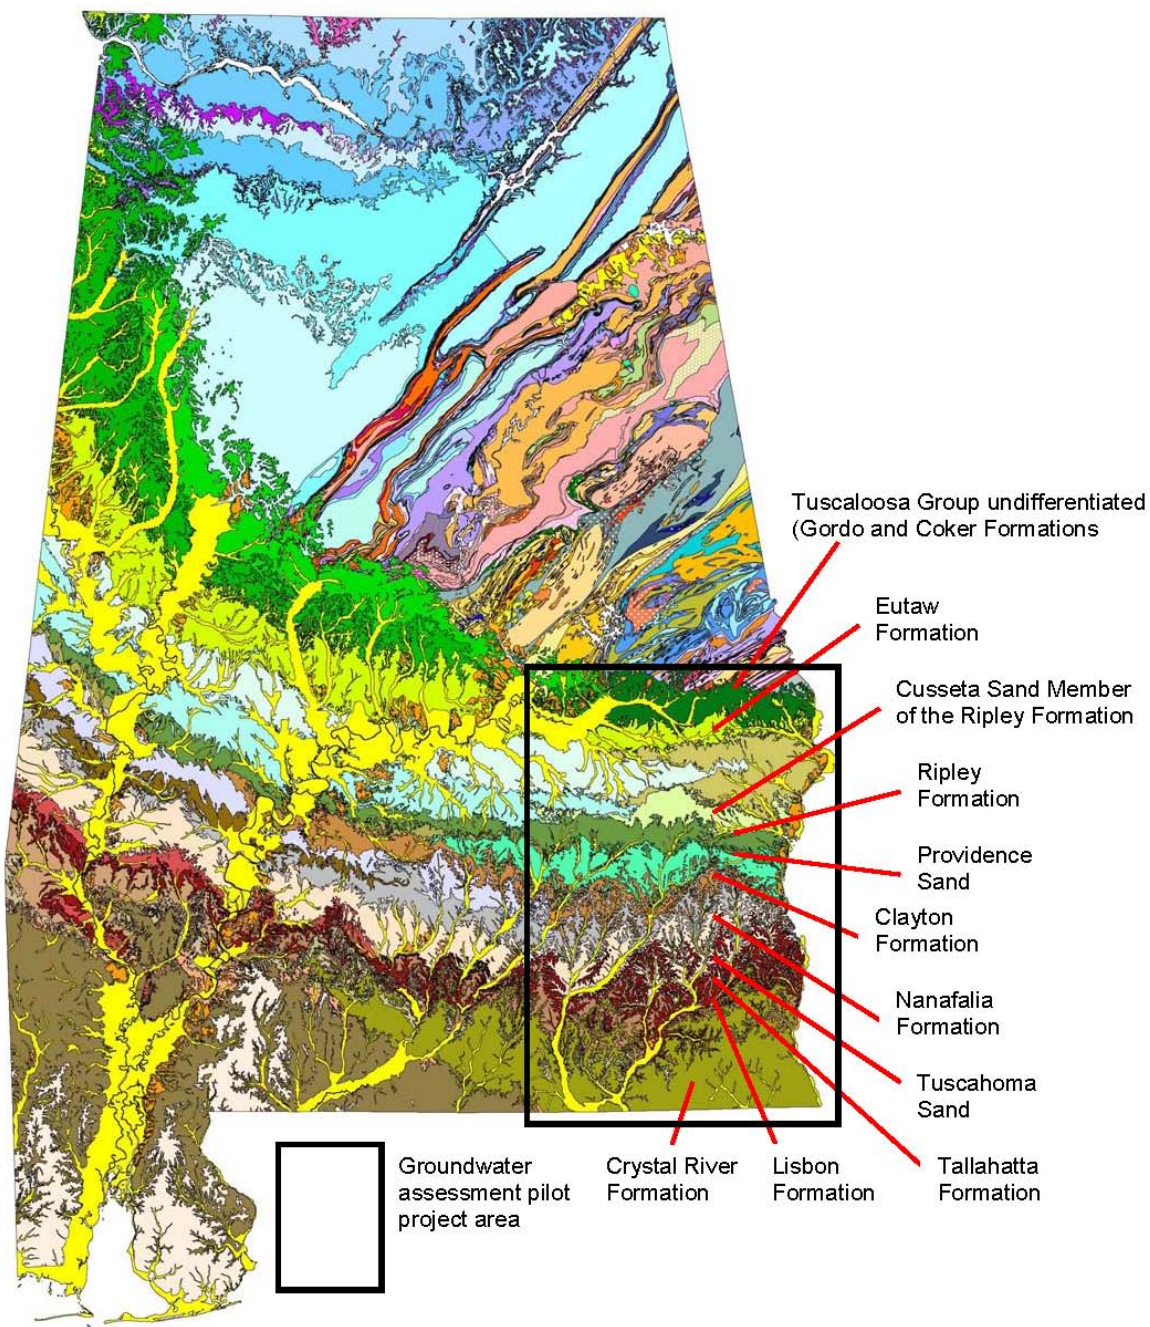 Tuscaloosa Group undifferentiated
(Gordo and Coker Formations
Eutaw
Formation
Cusseta Sand Member
of the Ripley Formation
Ripley
Formation
Providence
Sand
Clayton
Formation
Nanafalia
Formation
Tuscahoma
Sand
Tallahatta
Formation
Lisbon
Formation
Crystal River
Formation
Groundwater
assessment pilot
project area